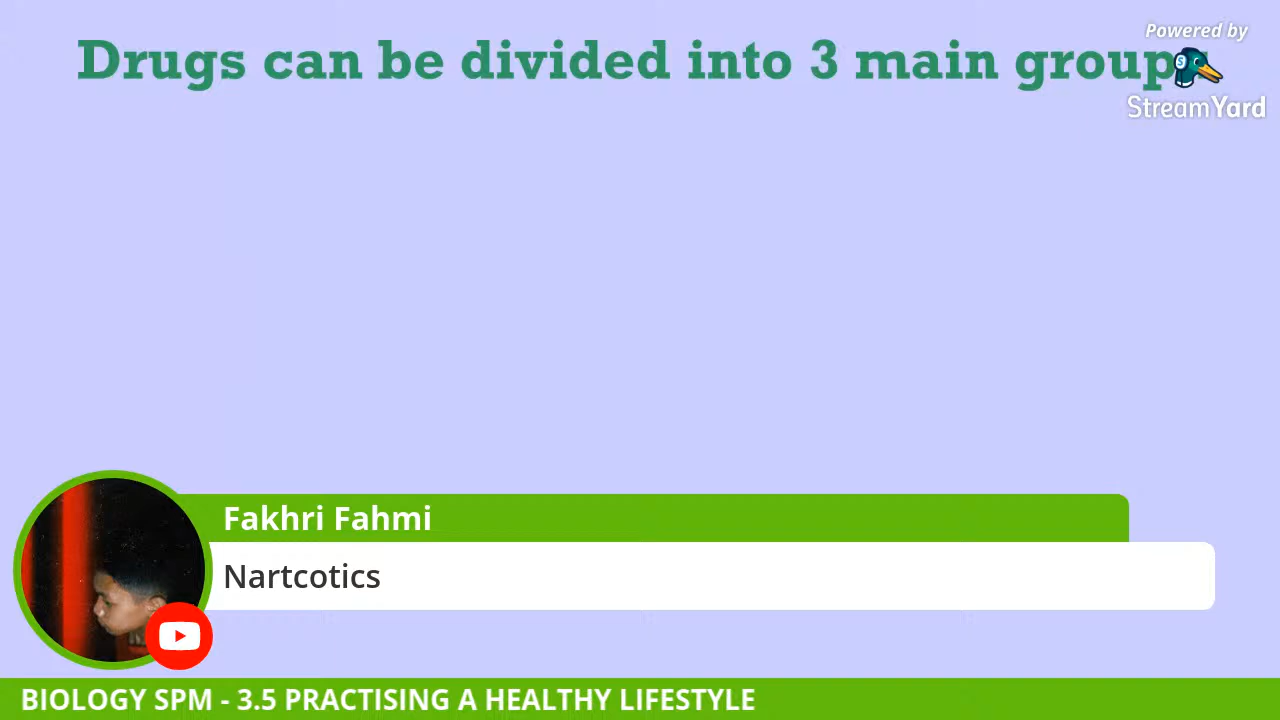 Drugs can be divided into 3 main groups
Powered by
StreamYard
Fakhri Fahmi
Nartcotics
BIOLOGY SPM - 3.5 PRACTISING A HEALTHY LIFESTYLE